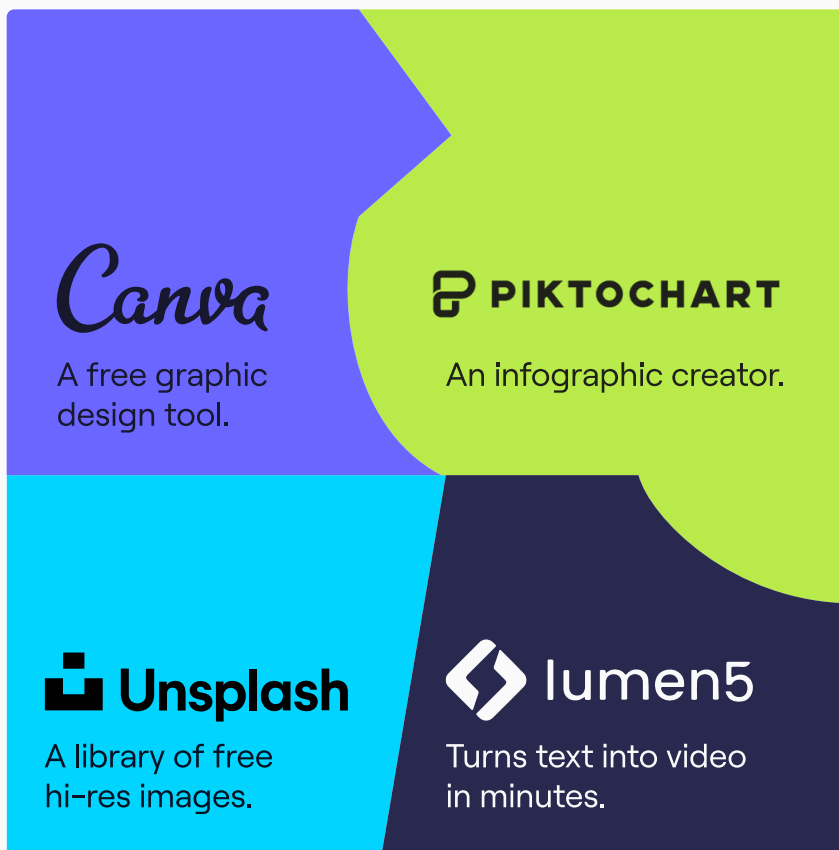 Canva
A free graphic
design tool.
PIKTOCHART
An infographic creator.
Unsplash
A library of free
hi-res images.
lumen5
Turns text into video
in minutes.